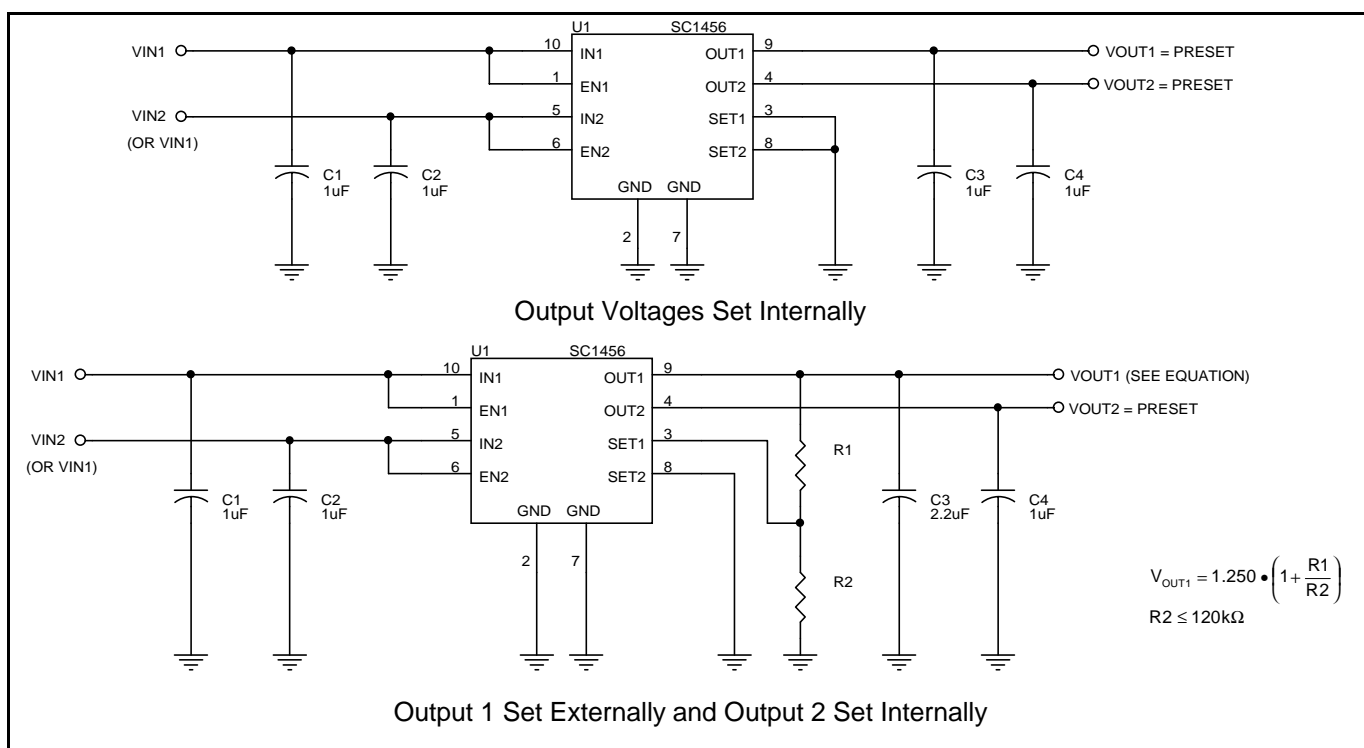 U1 SC1456
VIN1 10 IN1 OUT1 9 VOUT1 = PRESET
1 EN1 OUT2 4 VOUT2 = PRESET
VIN2 5 IN2 SET1 3
(OR VIN1) 6 EN2 SET2 8
C1 C2 C3 C4
1uF 1uF 1uF 1uF
GND GND
2 7
Output Voltages Set Internally
U1 SC1456
VIN1 10 IN1 OUT1 9 VOUT1 (SEE EQUATION)
1 EN1 OUT2 4 VOUT2 = PRESET
VIN2 5 IN2 SET1 3 R1
(OR VIN1) 6 EN2 SET2 8
C1 C2 C3 C4
1uF 1uF 2.2uF 1uF
GND GND
2 7
R2
V_OUT1 = 1.250 • (1 + R1/R2)
R2 ≤ 120kΩ
Output 1 Set Externally and Output 2 Set Internally